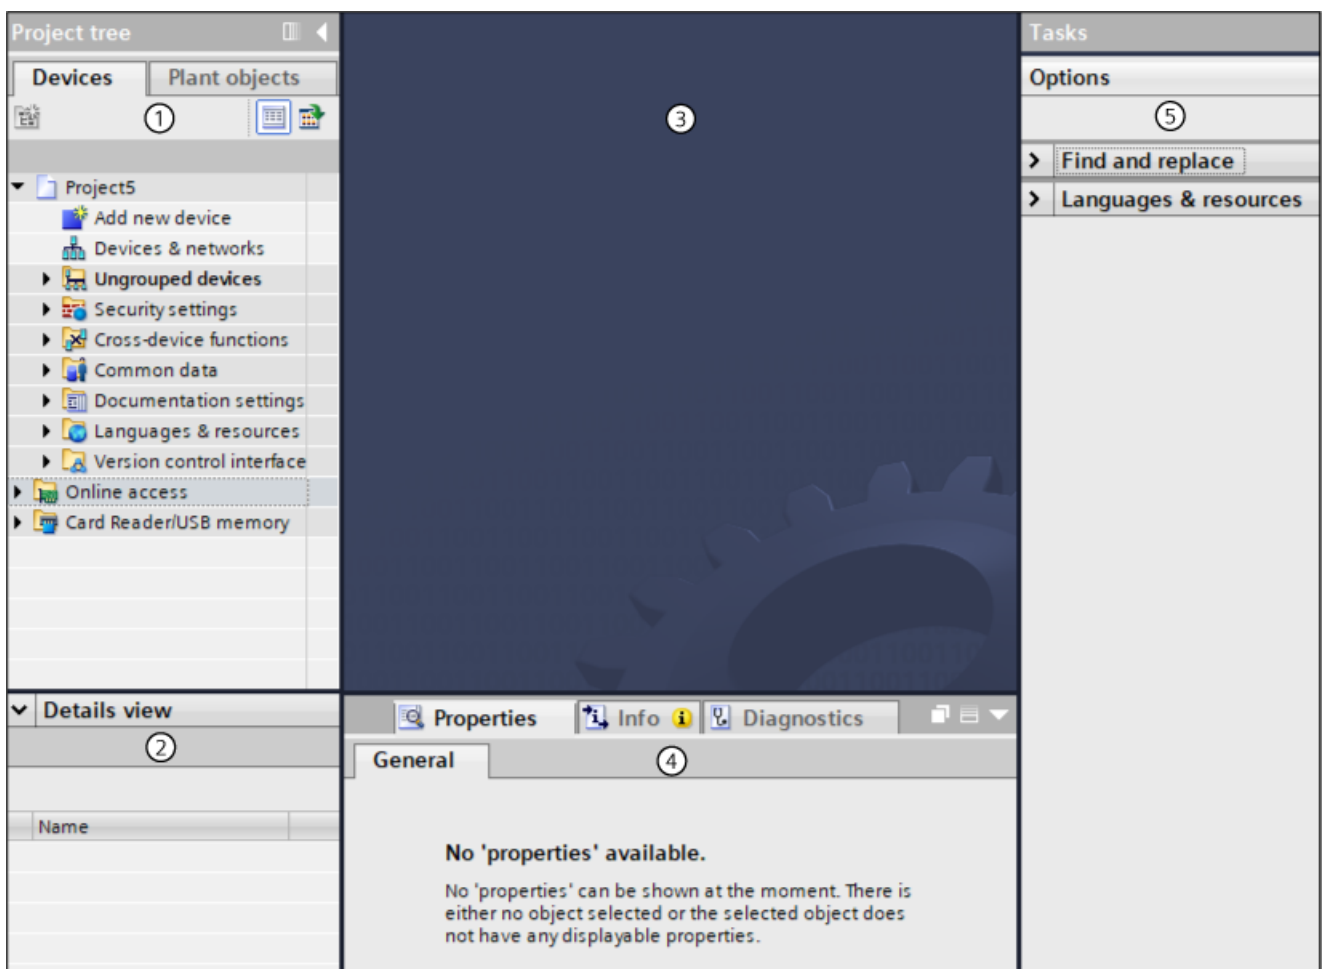 Project tree
Devices
Plant objects
1
Project5
Add new device
Devices & networks
Ungrouped devices
Security settings
Cross-device functions
Common data
Documentation settings
Languages & resources
Version control interface
Online access
Card Reader/USB memory
Details view
2
Name
3
Properties
Info
Diagnostics
General
4
No 'properties' available.
No 'properties' can be shown at the moment. There is
either no object selected or the selected object does
not have any displayable properties.
Tasks
Options
5
Find and replace
Languages & resources